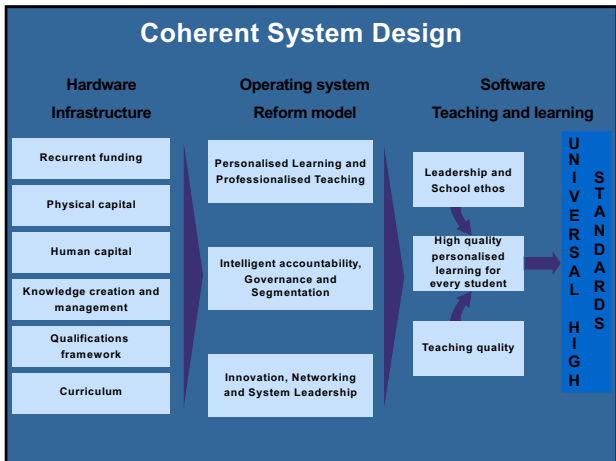 Coherent System Design
Hardware
Infrastructure
Recurrent funding
Physical capital
Human capital
Knowledge creation and
management
Qualifications
framework
Curriculum
Operating system
Reform model
Personalised Learning and
Professionalised Teaching
Intelligent accountability,
Governance and
Segmentation
Innovation, Networking
and System Leadership
Software
Teaching and learning
Leadership and
School ethos
High quality
personalised
learning for
every student
Teaching quality
UNIVERSAL HIGH
STANDARDS